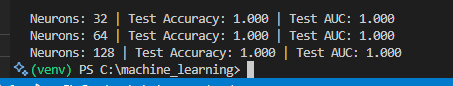 Neurons: 32 | Test Accuracy: 1.000 | Test AUC: 1.000
Neurons: 64 | Test Accuracy: 1.000 | Test AUC: 1.000
Neurons: 128 | Test Accuracy: 1.000 | Test AUC: 1.000
(venv) PS C:\machine_learning>